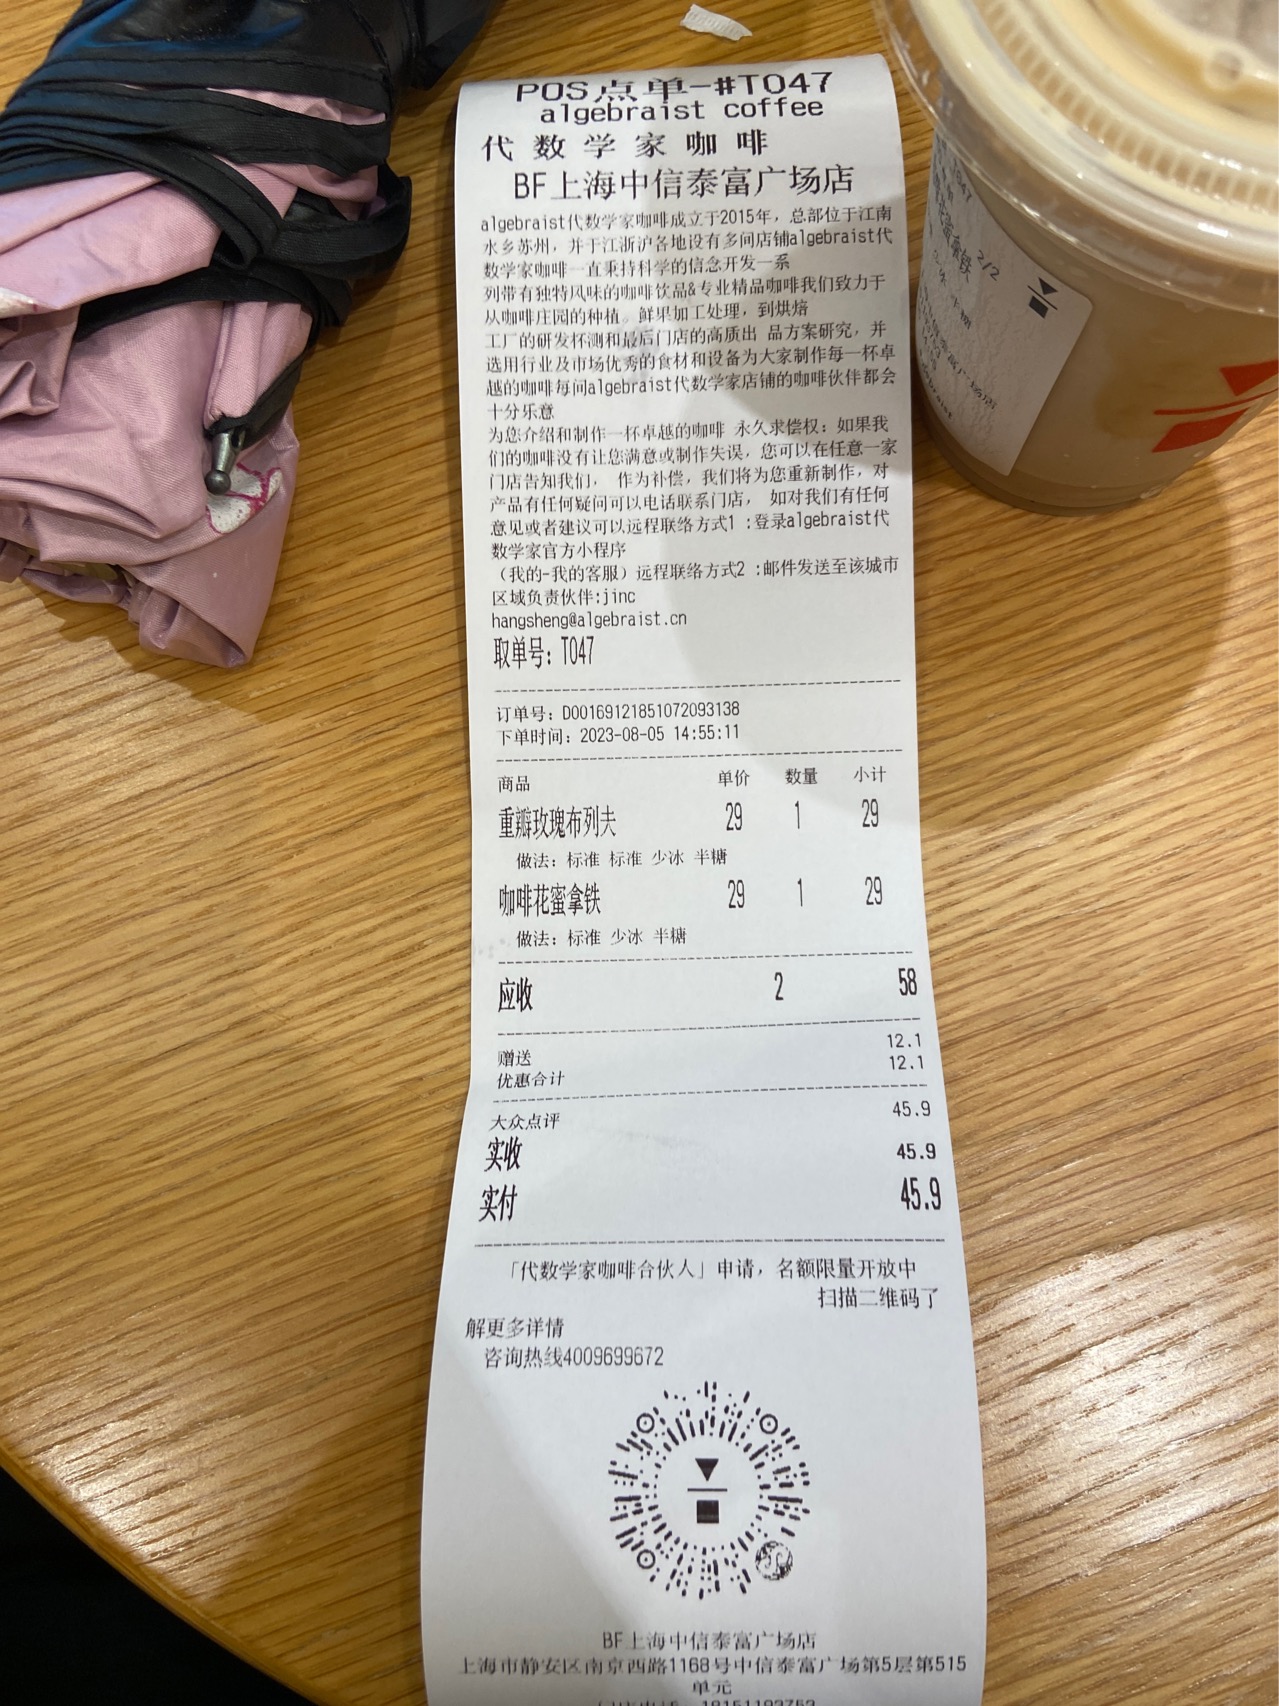 POS点单-#T047
algebraist coffee
代数学家咖啡
BF上海中信泰富广场店
algebraist代数学家咖啡成立于2015年，总部位于江南
水乡苏州，并于江浙沪各地设有多间店铺algebraist代
数学家咖啡一直秉持科学的信念开发一系
列带有独特风味的咖啡饮品&专业精品咖啡我们致力于
从咖啡庄园的种植。鲜果加工处理，到烘焙
工厂的研发杯测和最后门店的高质出 品方案研究，并
选用行业及市场优秀的食材和设备为大家制作每一杯卓
越的咖啡每间algebraist代数学家店铺的咖啡伙伴都会
十分乐意
为您介绍和制作一杯卓越的咖啡 永久求偿权：如果我
们的咖啡没有让您满意或制作失误，您可以在任意一家
门店告知我们， 作为补偿，我们将为您重新制作，对
产品有任何疑问可以电话联系门店， 如对我们有任何
意见或者建议可以远程联络方式1 :登录algebraist代
数学家官方小程序
（我的-我的客服）远程联络方式2 :邮件发送至该城市
区域负责伙伴:jinc
hangsheng@algebraist.cn
取单号：T047
订单号：D00169121851072093138
下单时间：2023-08-05 14:55:11
商品 单价 数量 小计
重瓣玫瑰布列夫 29 1 29
做法：标准 标准 少冰 半糖
咖啡花蜜拿铁 29 1 29
做法：标准 少冰 半糖
应收 2 58
赠送 12.1
优惠合计 12.1
大众点评 45.9
实收 45.9
实付 45.9
「代数学家咖啡合伙人」申请，名额限量开放中
扫描二维码了
解更多详情
咨询热线4009699672
BF上海中信泰富广场店
上海市静安区南京西路1168号中信泰富广场第5层第515
单元
2/2